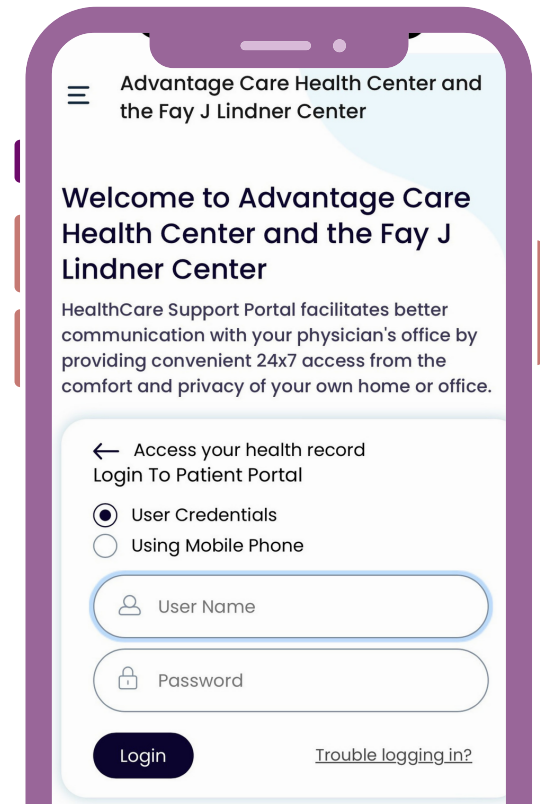 Advantage Care Health Center and
the Fay J Lindner Center
Welcome to Advantage Care
Health Center and the Fay J
Lindner Center
HealthCare Support Portal facilitates better
communication with your physician's office by
providing convenient 24x7 access from the
comfort and privacy of your own home or office.
Access your health record
Login To Patient Portal
User Credentials
Using Mobile Phone
User Name
Password
Login
Trouble logging in?